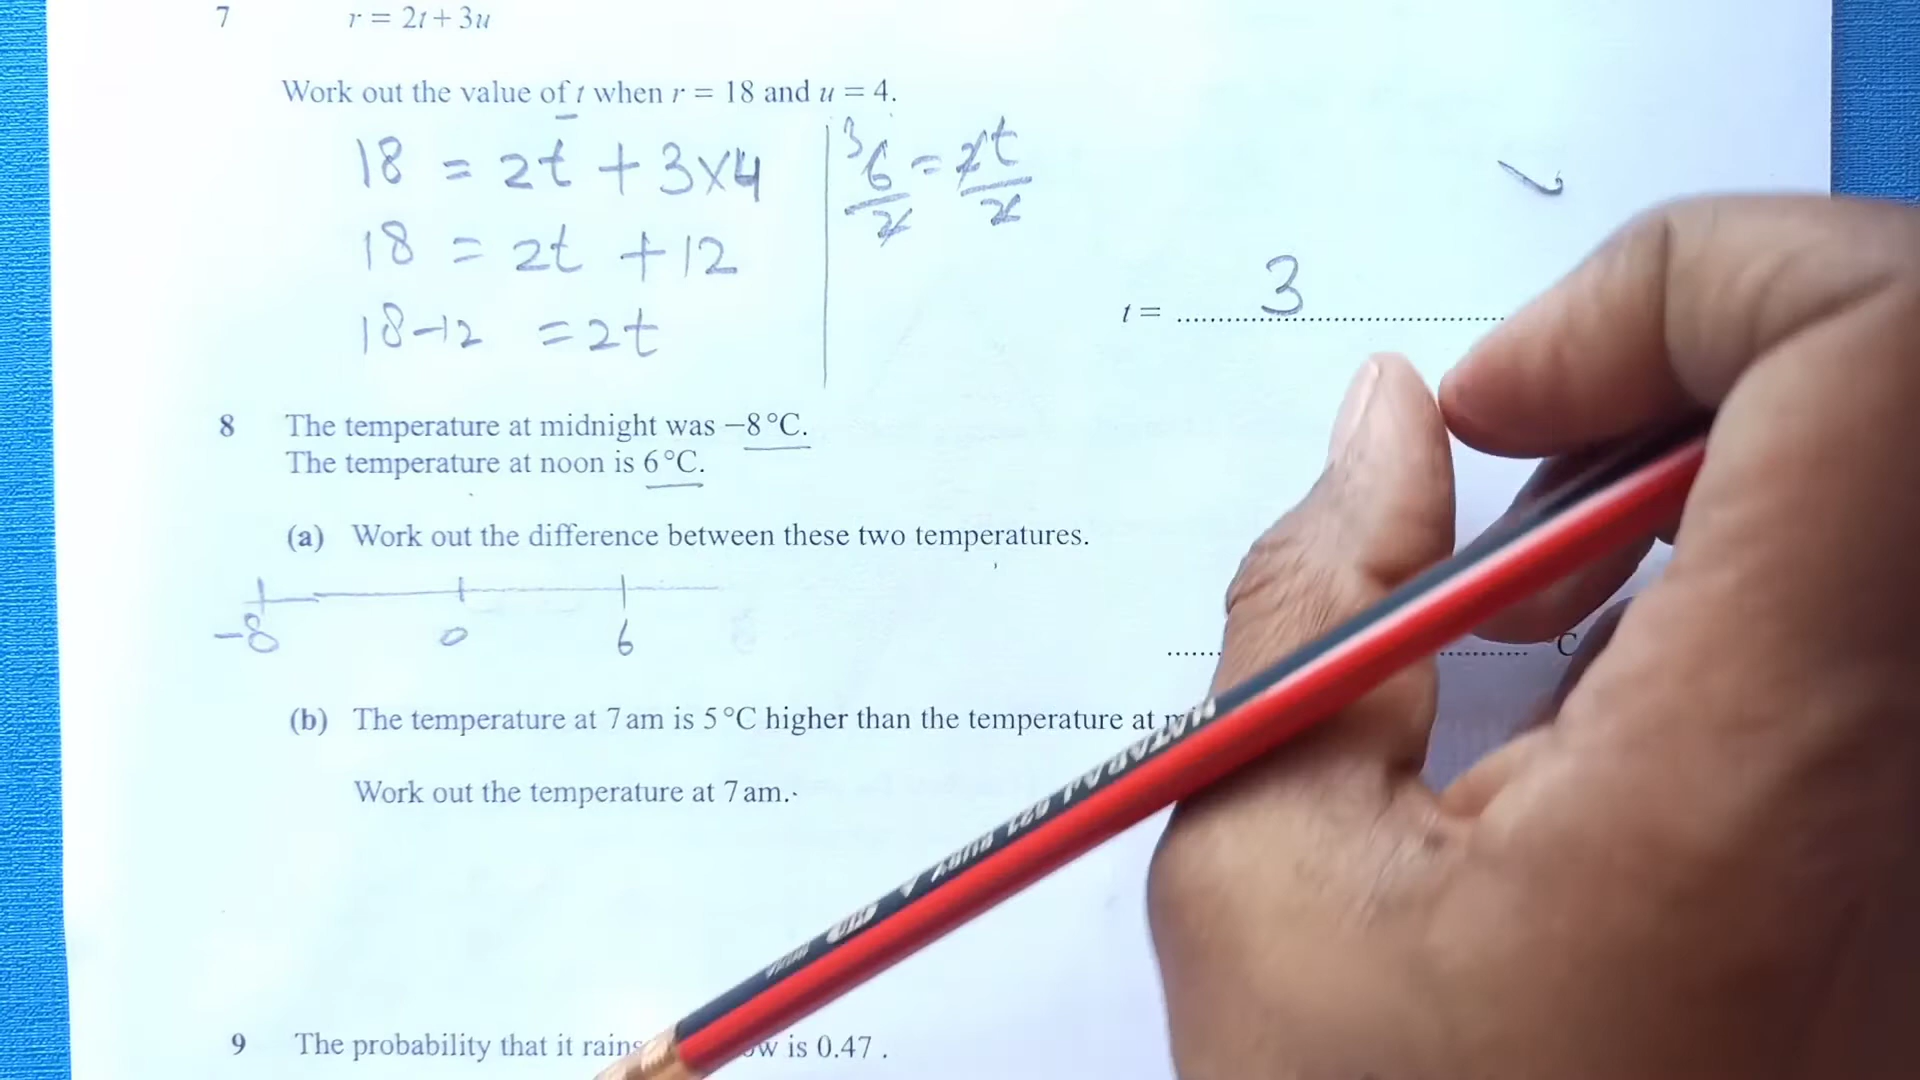 7 r = 2t + 3u
Work out the value of t when r = 18 and u = 4.
18 = 2t + 3×4
18 = 2t + 12
18-12 = 2t
3
6/2 = 2t/2
t = 3
8 The temperature at midnight was −8 °C.
The temperature at noon is 6 °C.
(a) Work out the difference between these two temperatures.
-8 0 6
°C
(b) The temperature at 7 am is 5 °C higher than the temperature at
Work out the temperature at 7 am.
9 The probability that it rains is 0.47 .